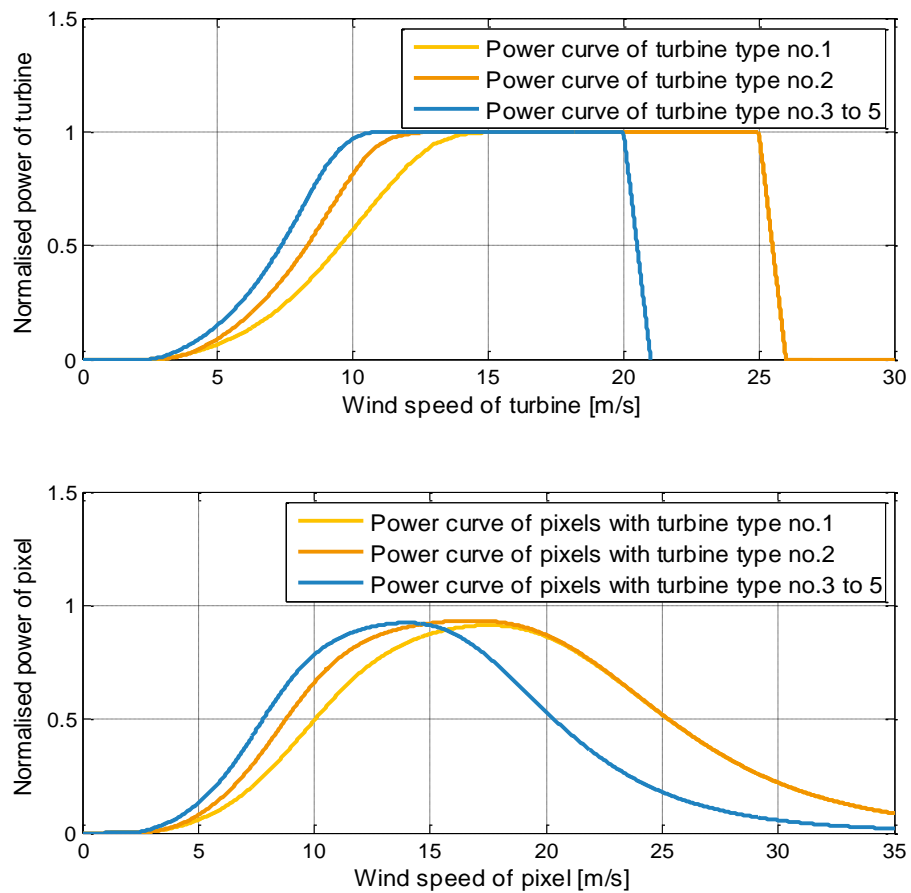 1.5
Power curve of turbine type no.1
Power curve of turbine type no.2
Power curve of turbine type no.3 to 5
1
0.5
0
Normalised power of turbine
0 5 10 15 20 25 30
Wind speed of turbine [m/s]
1.5
Power curve of pixels with turbine type no.1
Power curve of pixels with turbine type no.2
Power curve of pixels with turbine type no.3 to 5
1
0.5
0
Normalised power of pixel
0 5 10 15 20 25 30 35
Wind speed of pixel [m/s]